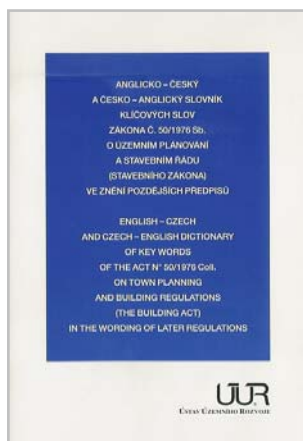 ANGLICKO – ČESKÝ
A ČESKO – ANGLICKÝ SLOVNÍK
KLÍČOVÝCH SLOV
ZÁKONA Č. 50/1976 Sb.
O ÚZEMNÍM PLÁNOVÁNÍ
A STAVEBNÍM ŘÁDU
(STAVEBNÍHO ZÁKONA)
VE ZNĚNÍ POZDĚJŠÍCH PŘEDPISŮ
ENGLISH – CZECH
AND CZECH – ENGLISH DICTIONARY
OF KEY WORDS
OF THE ACT N° 50/1976 Coll.
ON TOWN PLANNING
AND BUILDING REGULATIONS
(THE BUILDING ACT)
IN THE WORDING OF LATER REGULATIONS
ÚÚR
ÚSTAV ÚZEMNÍHO ROZVOJE